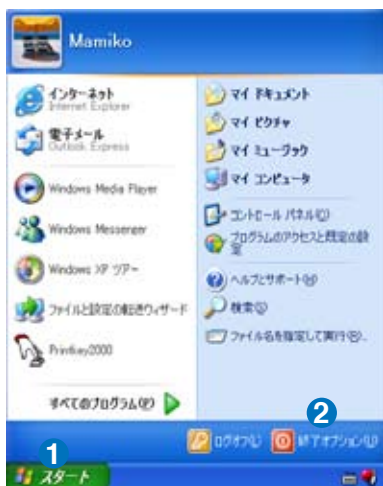 Mamiko
インターネット
Internet Explorer
電子メール
Outlook Express
Windows Media Player
Windows Messenger
Windows XP ツアー
ファイルと設定の転送ウィザード
Printkey2000
すべてのプログラム(P)
マイ ドキュメント
マイ ピクチャ
マイ ミュージック
マイ コンピュータ
コントロール パネル(C)
プログラムのアクセスと既定の設
定
ヘルプとサポート(H)
検索(S)
ファイル名を指定して実行(R)...
2
ログオフ(L)
終了オプション(U)
1
スタート